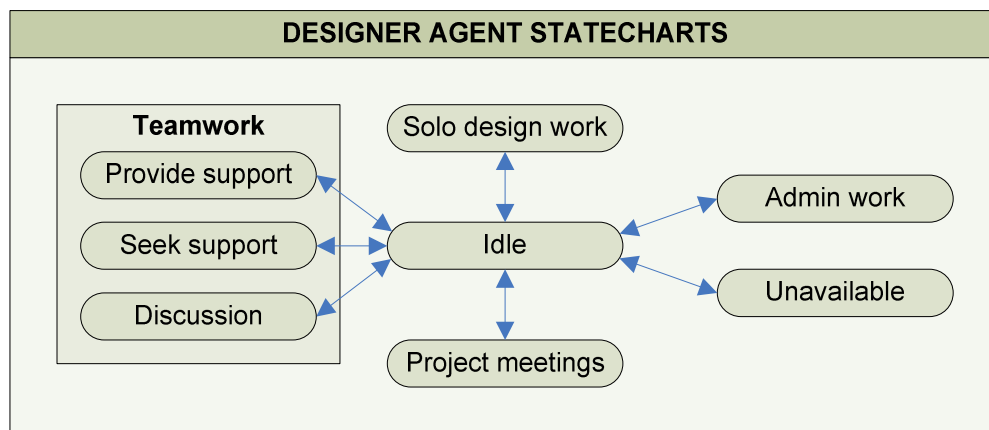 DESIGNER AGENT STATECHARTS
Teamwork
Provide support
Seek support
Discussion
Solo design work
Idle
Project meetings
Admin work
Unavailable